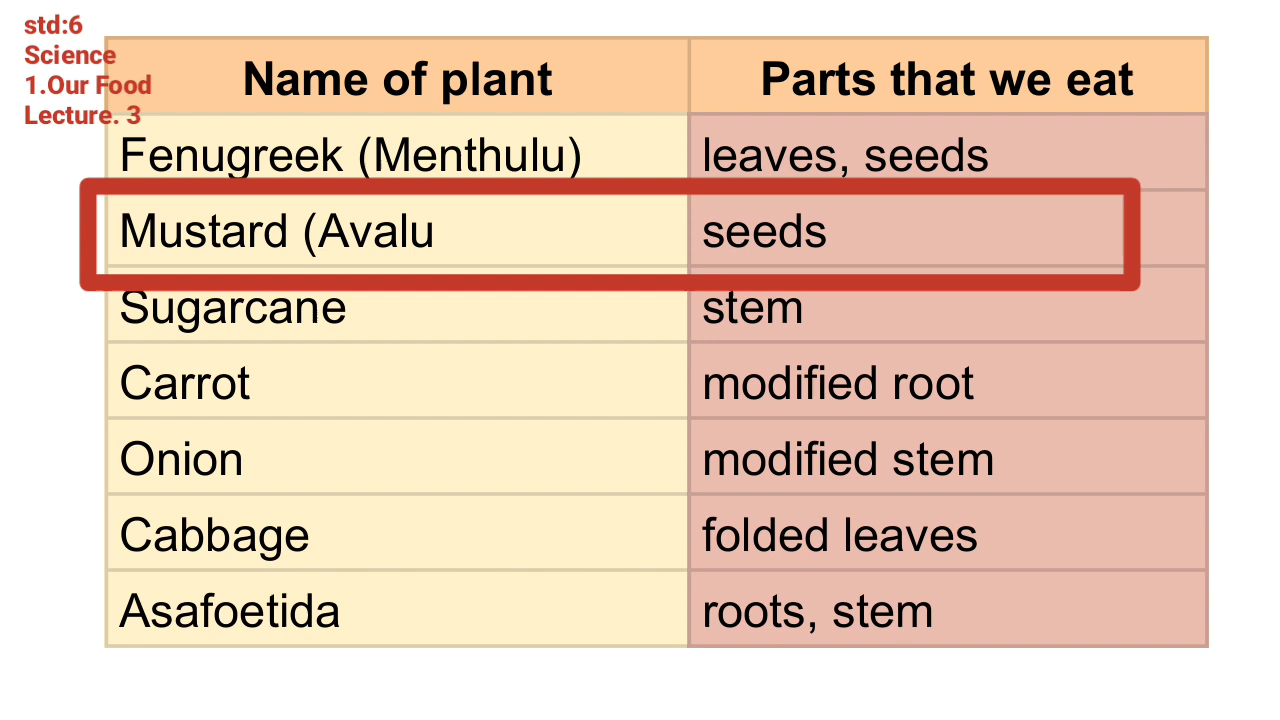 std:6
Science
1.Our Food
Lecture. 3
Name of plant Parts that we eat
Fenugreek (Menthulu) leaves, seeds
Mustard (Avalu seeds
Sugarcane stem
Carrot modified root
Onion modified stem
Cabbage folded leaves
Asafoetida roots, stem